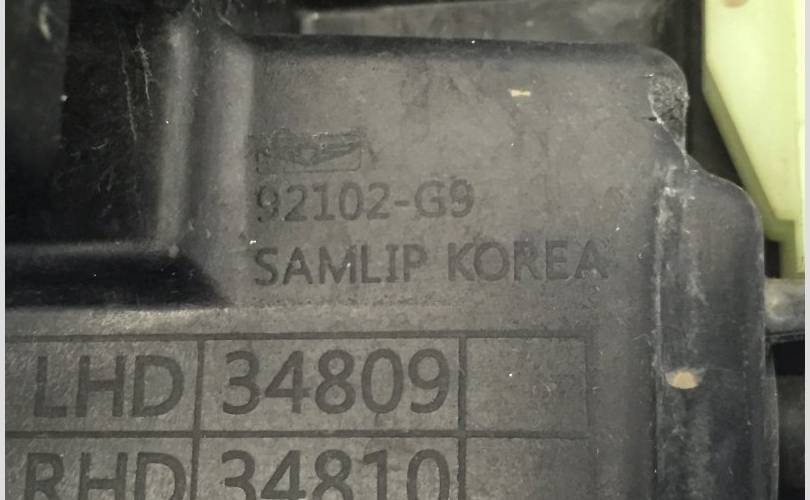 92102-G9
SAMLIP KOREA
LHD 34809
RHD 34810